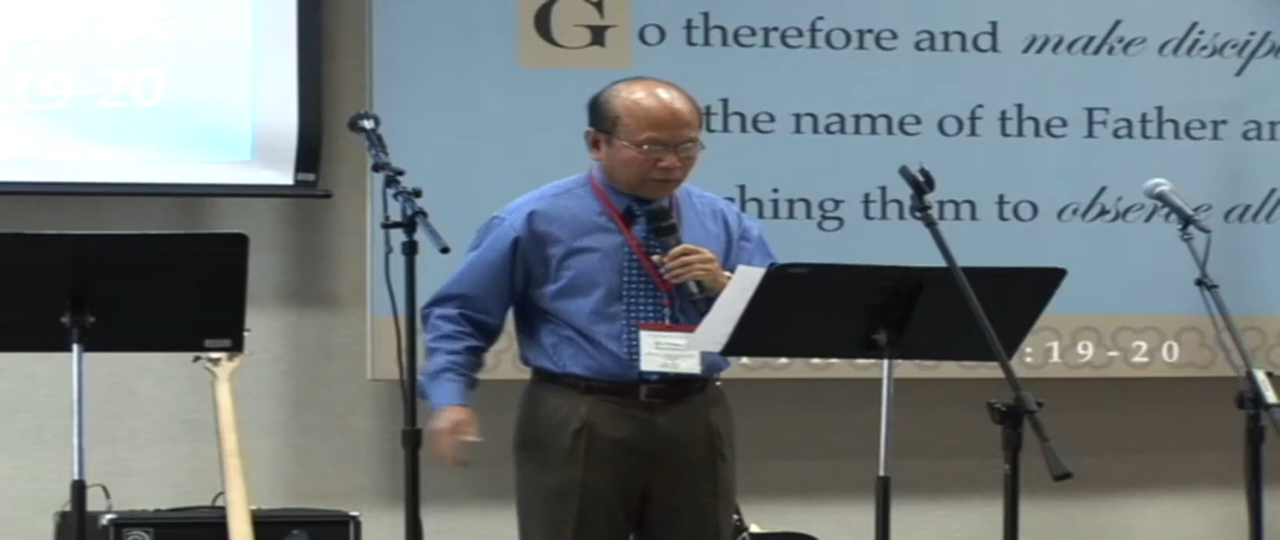 19-20
Go therefore and make discip
the name of the Father an
hing them to observe all
:19-20